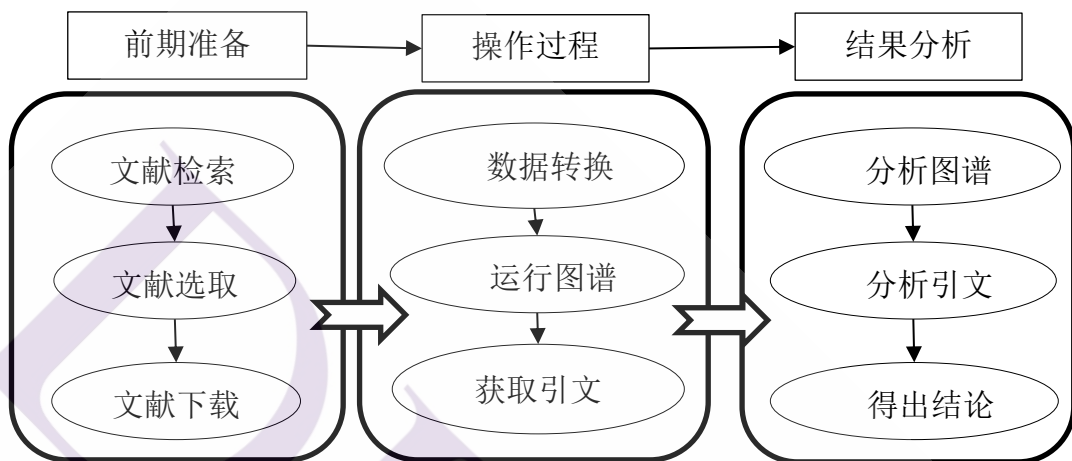 前期准备
操作过程
结果分析
文献检索
文献选取
文献下载
数据转换
运行图谱
获取引文
分析图谱
分析引文
得出结论